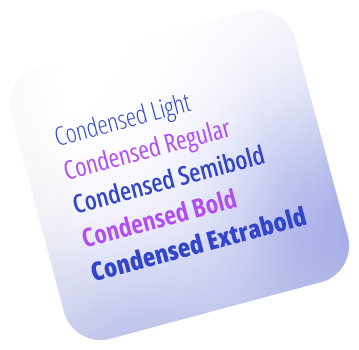 Condensed Light
Condensed Regular
Condensed Semibold
Condensed Bold
Condensed Extrabold